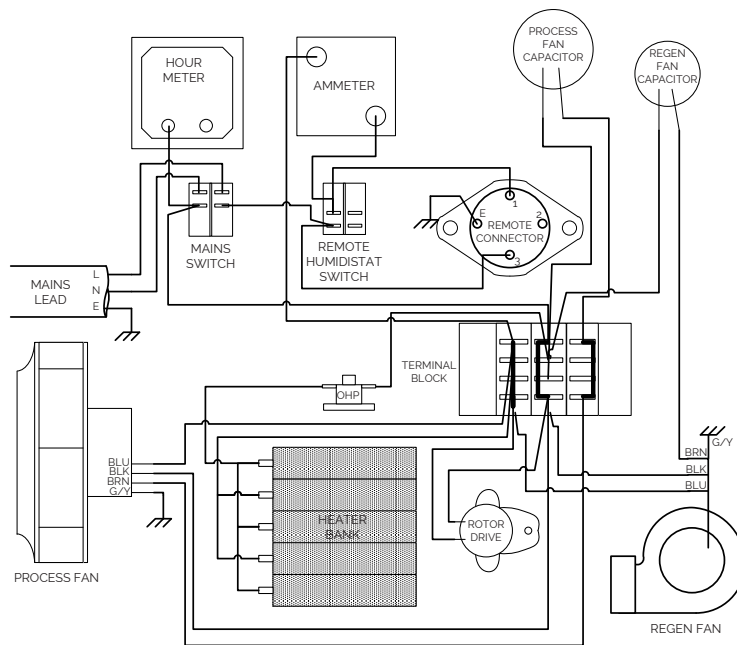 PROCESS
FAN
CAPACITOR
REGEN
FAN
CAPACITOR
HOUR
METER
AMMETER
MAINS
SWITCH
REMOTE
HUMIDISTAT
SWITCH
1
E
2
REMOTE
CONNECTOR
3
MAINS
LEAD
L
N
E
TERMINAL
BLOCK
OHP
G/Y
BRN
BLK
BLU
BLU
BLK
BRN
G/Y
HEATER
BANK
ROTOR
DRIVE
PROCESS FAN
REGEN FAN